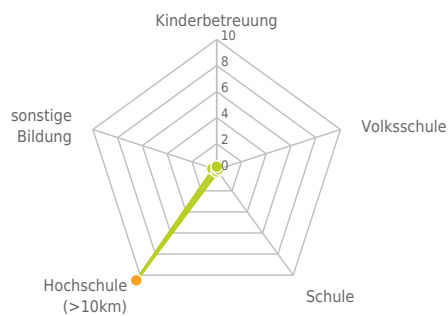 Kinderbetreuung
10
8
6
4
2
0
sonstige
Bildung
Volksschule
Hochschule
(>10km)
Schule